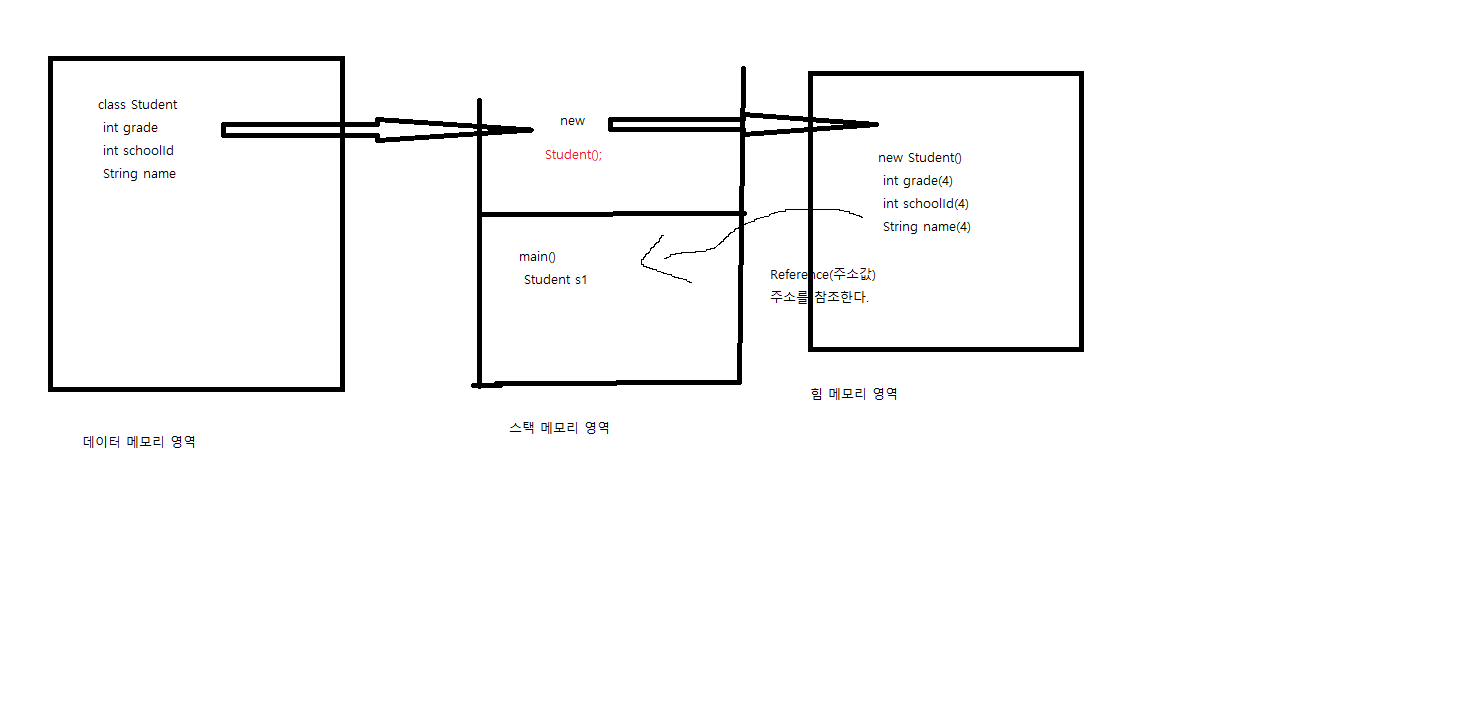 class Student
int grade
int schoolId
String name
데이터 메모리 영역
new
Student();
main()
Student s1
스택 메모리 영역
new Student()
int grade(4)
int schoolId(4)
String name(4)
Reference(주소값)
주소를 참조한다.
힘 메모리 영역